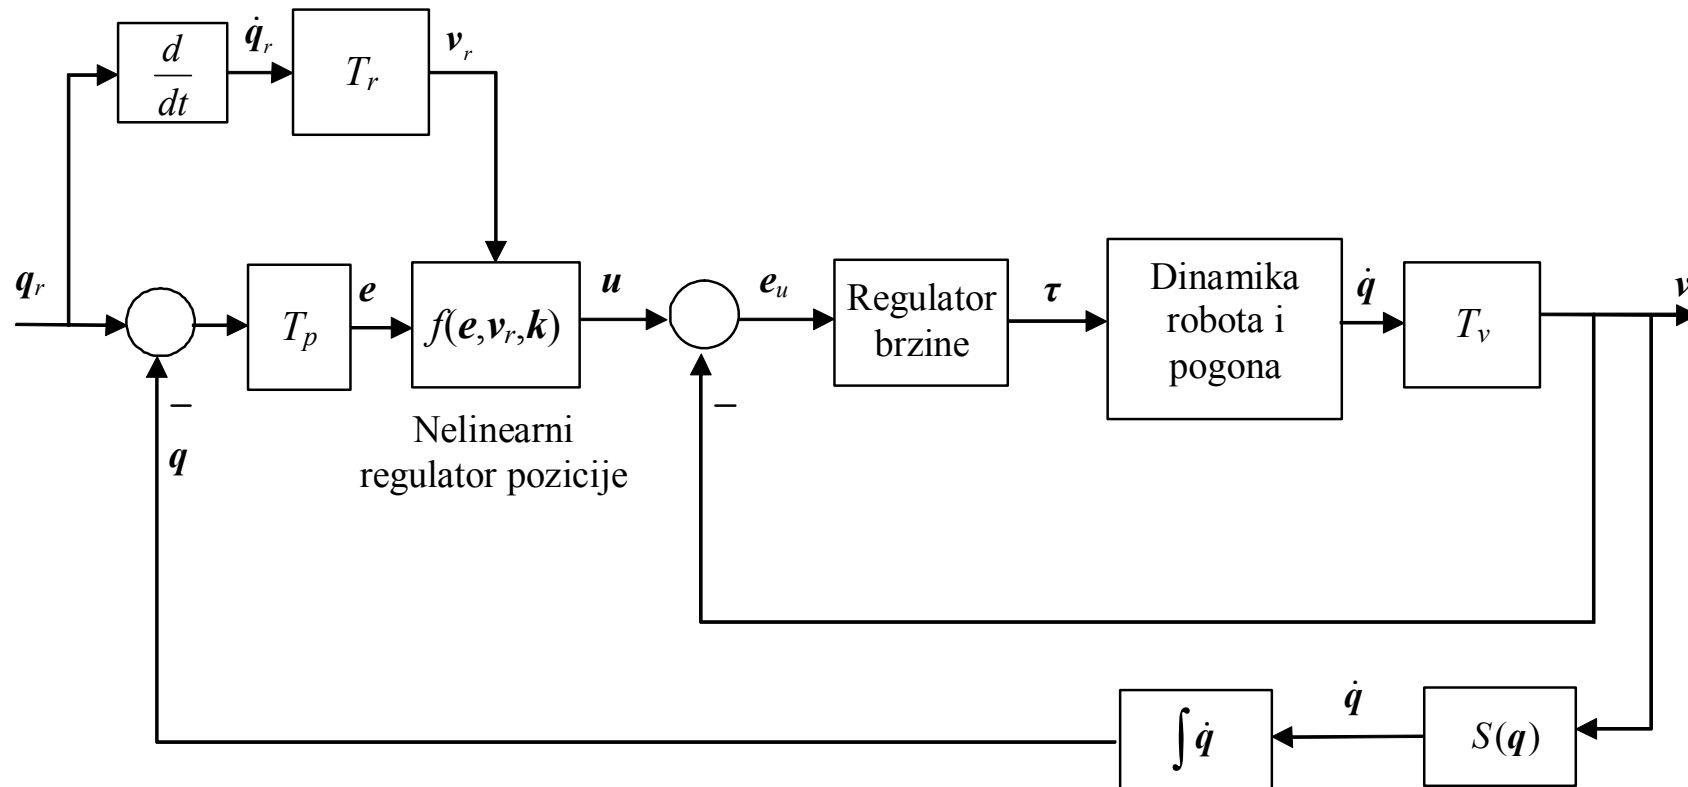 d
dt
q̇r
Tr
vr
qr
Tp
e
f(e,vr,k)
u
eu
Regulator
brzine
τ
Dinamika
robota i
pogona
q̇
Tv
v
−
−
q
Nelinearni
regulator pozicije
∫q̇
q̇
S(q)